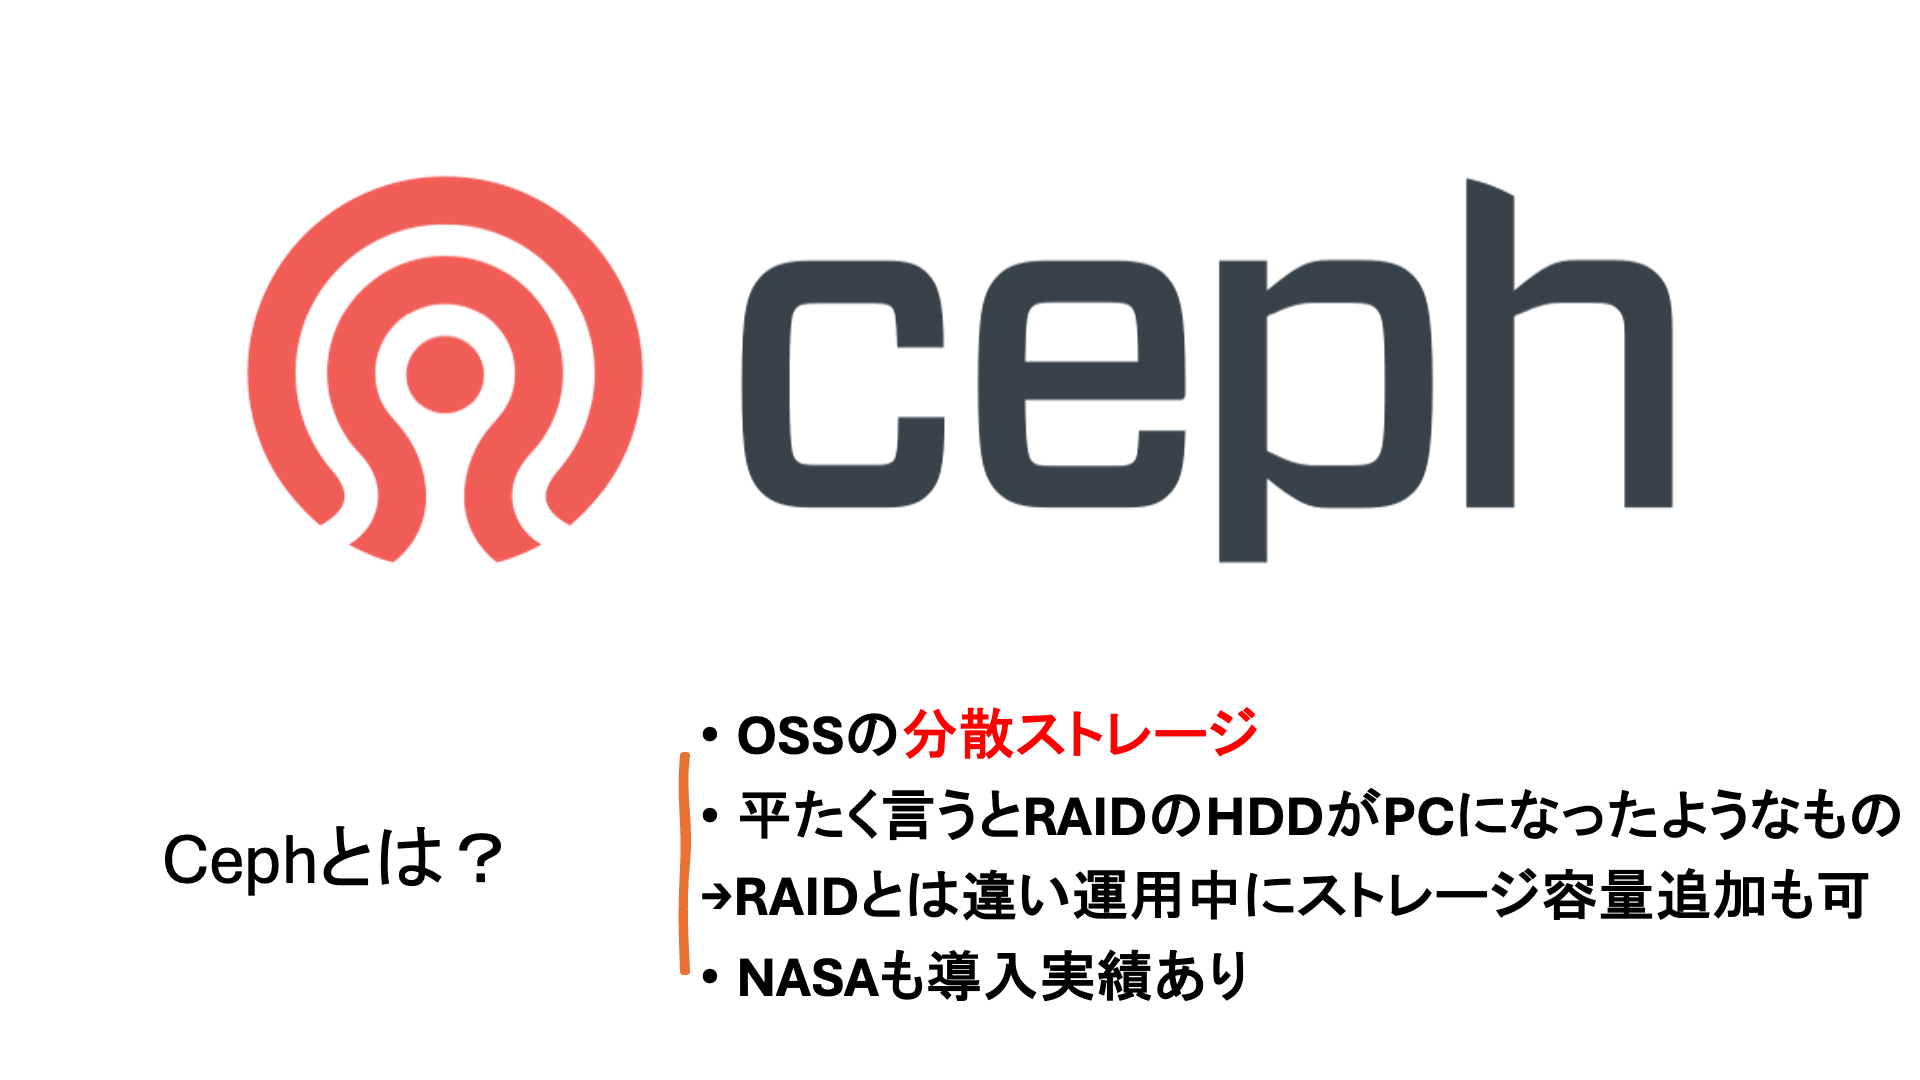 ceph
Cephとは？
• OSSの分散ストレージ
• 平たく言うとRAIDのHDDがPCになったようなもの
→RAIDとは違い運用中にストレージ容量追加も可
• NASAも導入実績あり